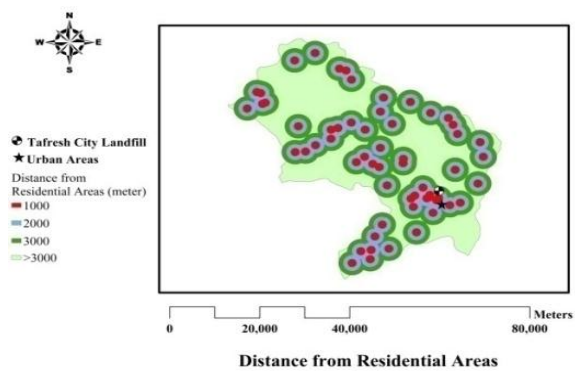 N
W E
S
Tafresh City Landfill
Urban Areas
Distance from
Residential Areas (meter)
1000
2000
3000
>3000
Meters
0 20,000 40,000 80,000
Distance from Residential Areas